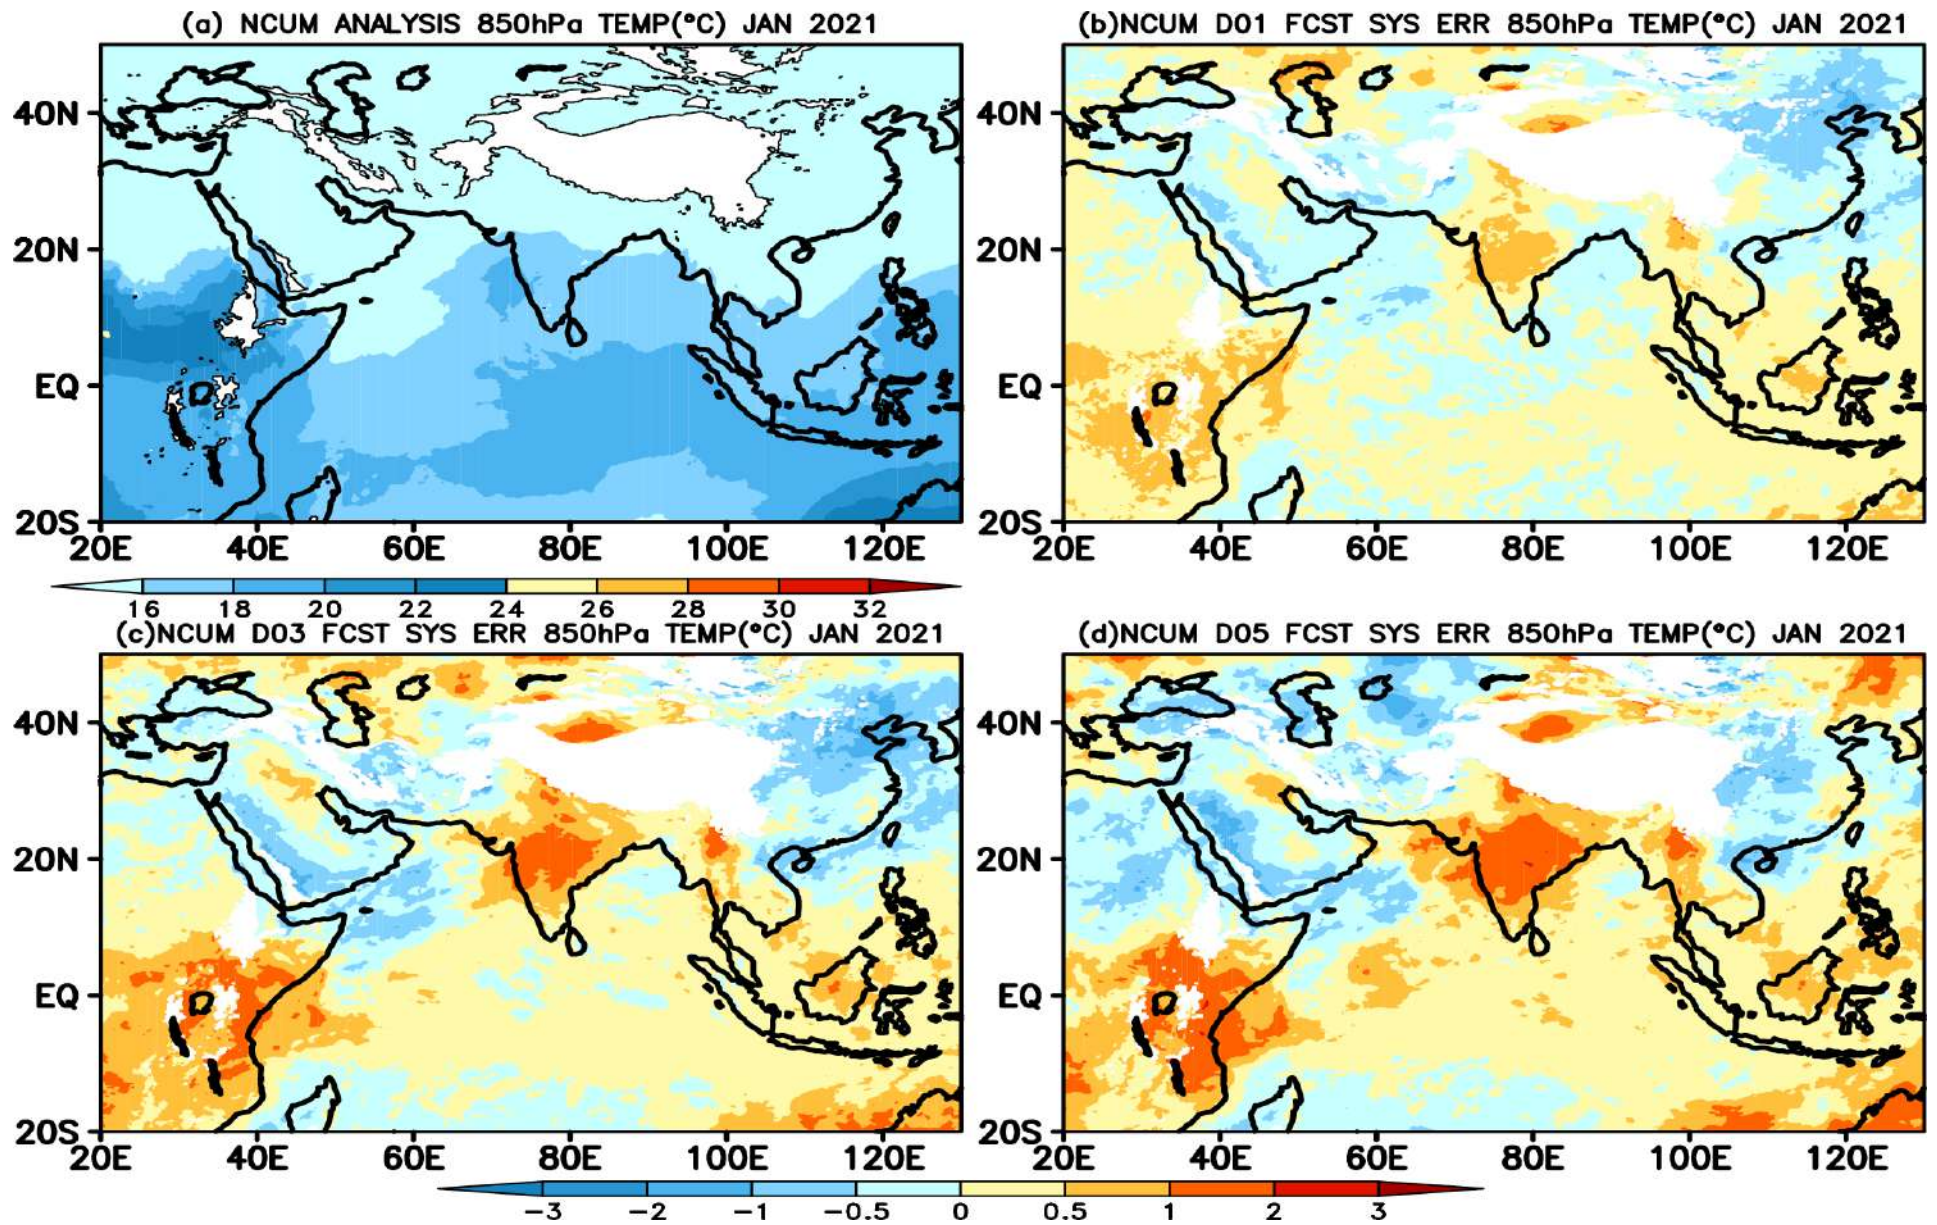 (a) NCUM ANALYSIS 850hPa TEMP(°C) JAN 2021
40N
20N
EQ
20S
20E 40E 60E 80E 100E 120E
16 18 20 22 24 26 28 30 32
(b)NCUM D01 FCST SYS ERR 850hPa TEMP(°C) JAN 2021
40N
20N
EQ
20S
20E 40E 60E 80E 100E 120E
(c)NCUM D03 FCST SYS ERR 850hPa TEMP(°C) JAN 2021
40N
20N
EQ
20S
20E 40E 60E 80E 100E 120E
(d)NCUM D05 FCST SYS ERR 850hPa TEMP(°C) JAN 2021
40N
20N
EQ
20S
20E 40E 60E 80E 100E 120E
−3 −2 −1 −0.5 0 0.5 1 2 3